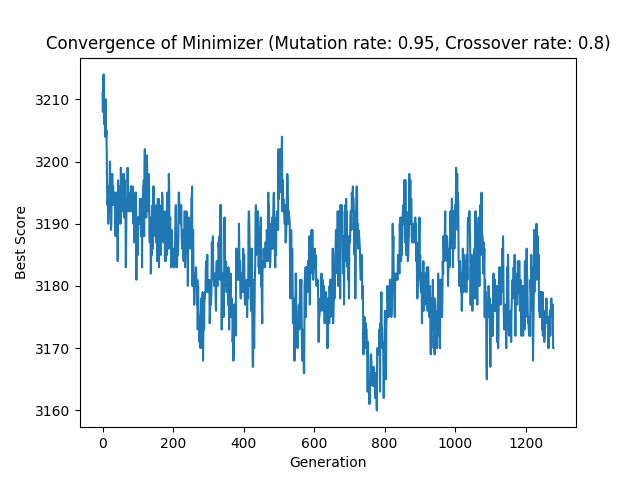 Convergence of Minimizer (Mutation rate: 0.95, Crossover rate: 0.8)
3210
3200
3190
3180
3170
3160
Best Score
0 200 400 600 800 1000 1200
Generation